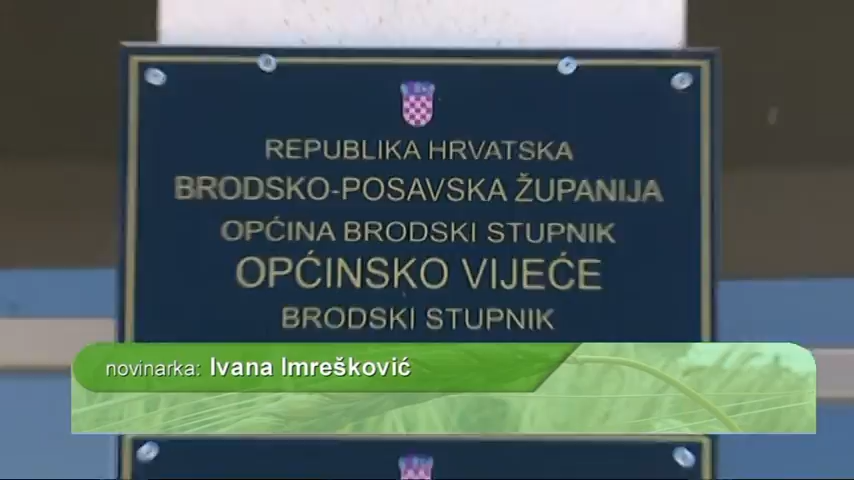 REPUBLIKA HRVATSKA
BRODSKO-POSAVSKA ŽUPANIJA
OPĆINA BRODSKI STUPNIK
OPĆINSKO VIJEĆE
BRODSKI STUPNIK
novinarka: Ivana Imrešković